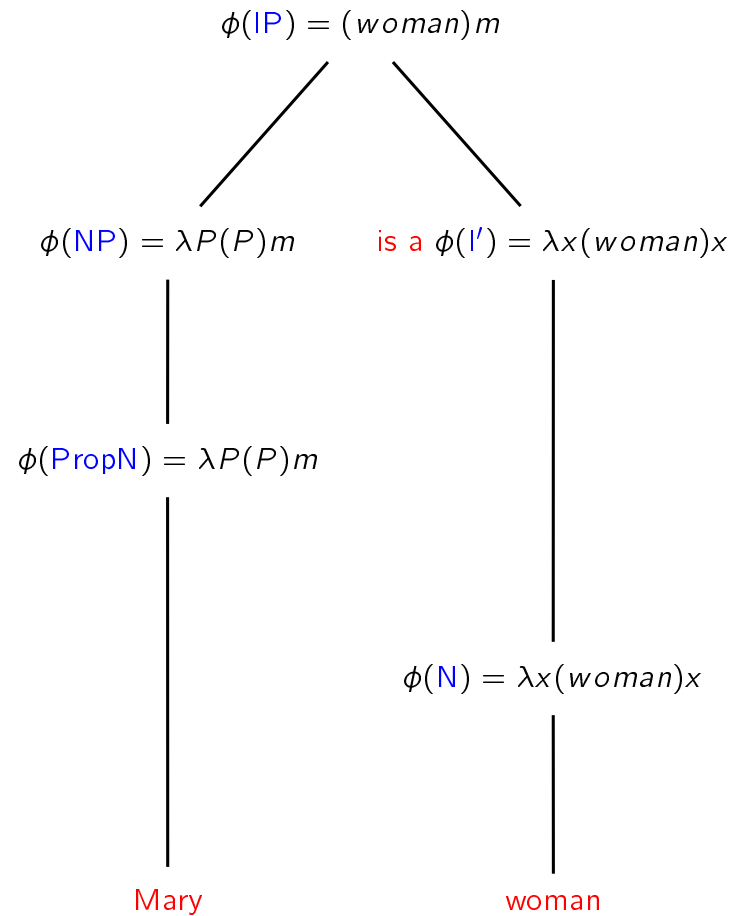 ϕ(IP) = (woman)m
ϕ(NP) = λP(P)m
is a ϕ(I′) = λx(woman)x
ϕ(PropN) = λP(P)m
ϕ(N) = λx(woman)x
Mary
woman